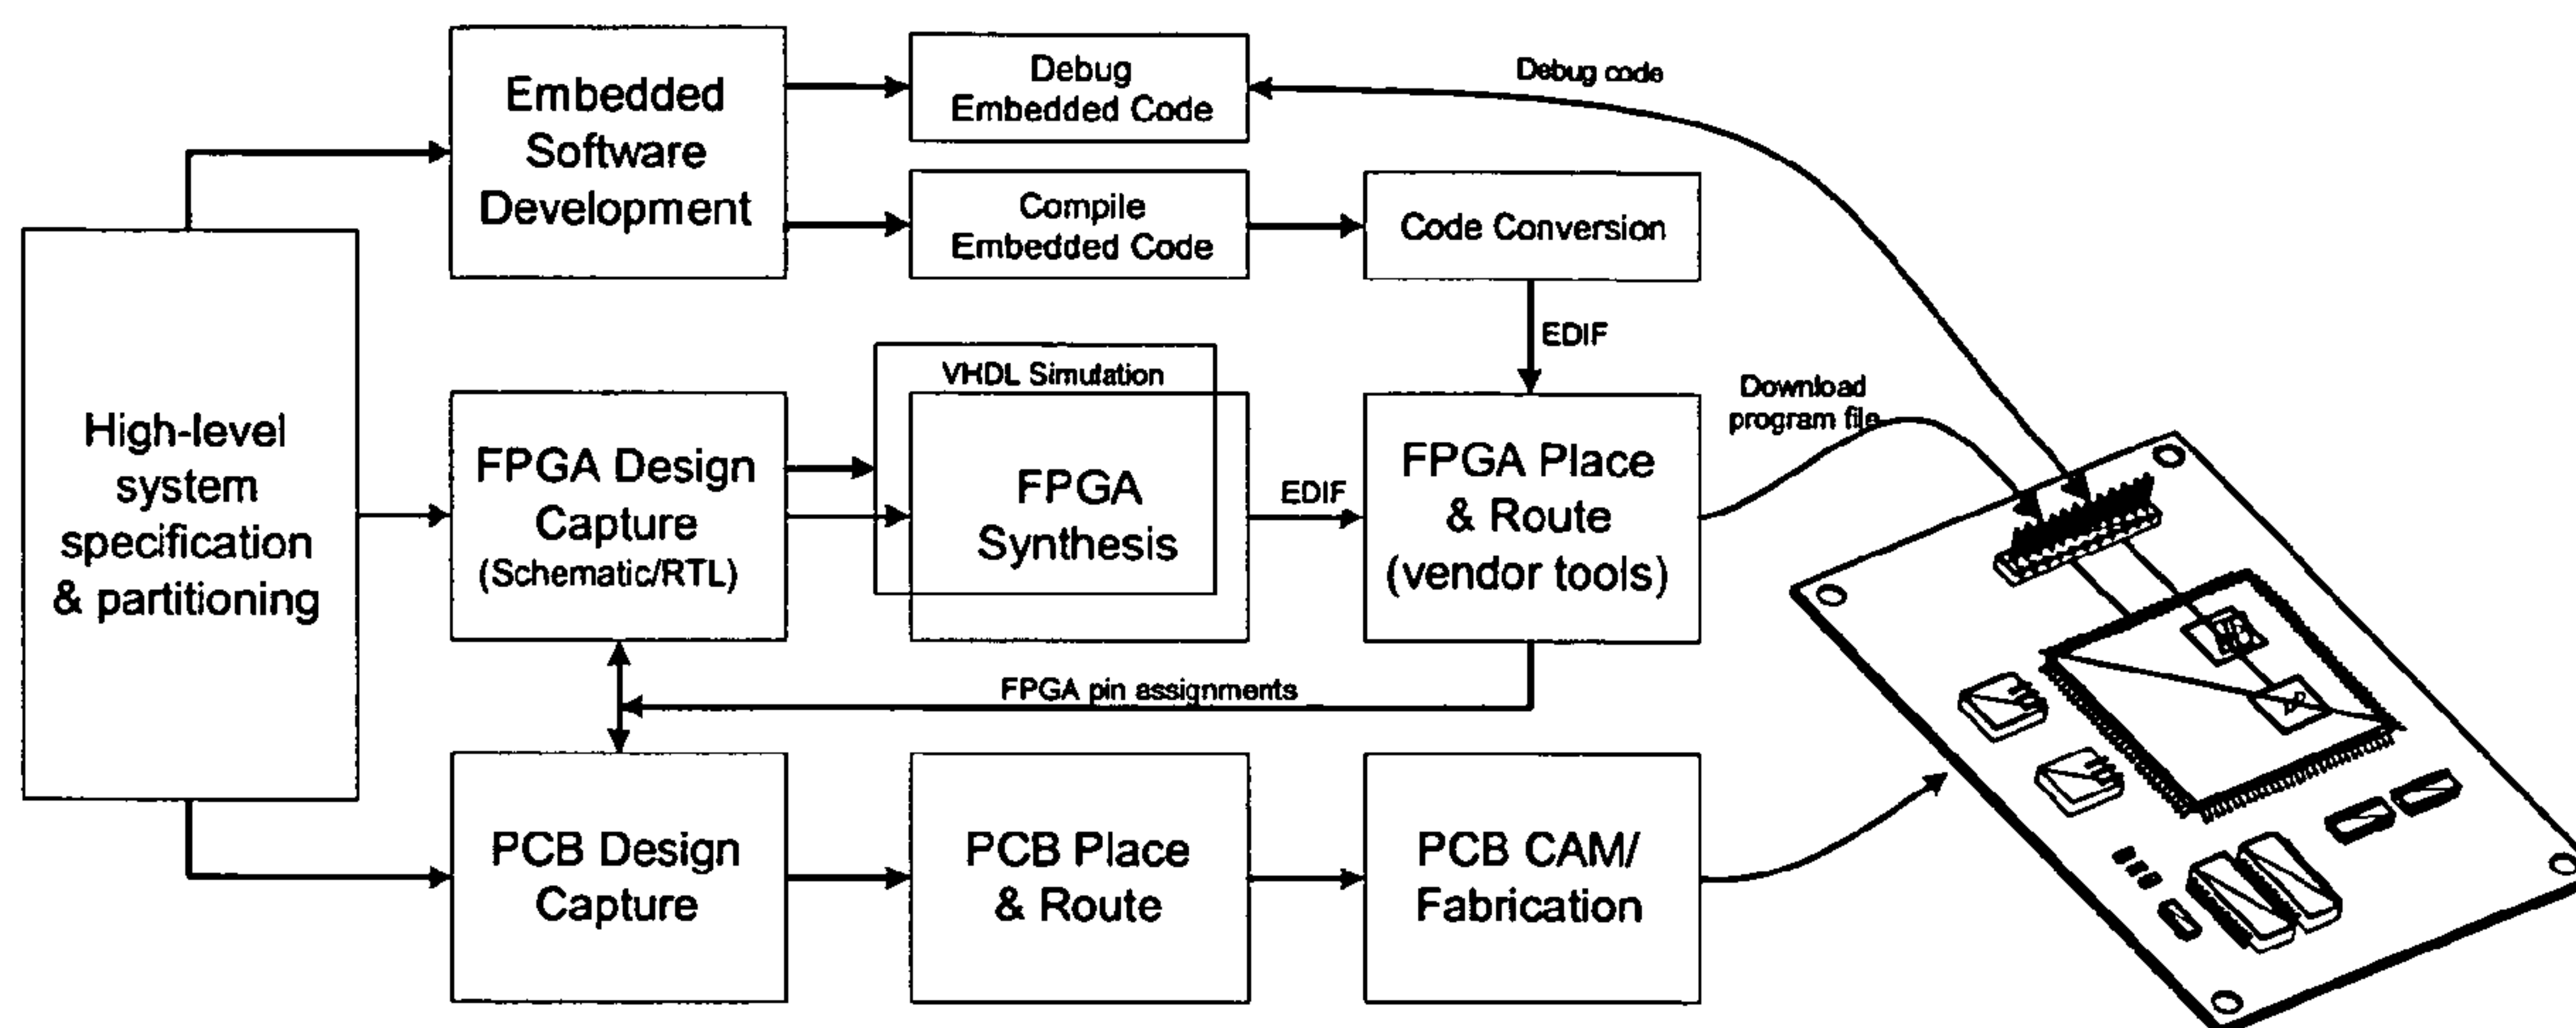 High-level
system
specification
& partitioning
Embedded
Software
Development
Debug
Embedded Code
Debug code
Compile
Embedded Code
Code Conversion
EDIF
FPGA Design
Capture
(Schematic/RTL)
VHDL Simulation
FPGA
Synthesis
EDIF
FPGA Place
& Route
(vendor tools)
Download
program file
FPGA pin assignments
PCB Design
Capture
PCB Place
& Route
PCB CAM/
Fabrication